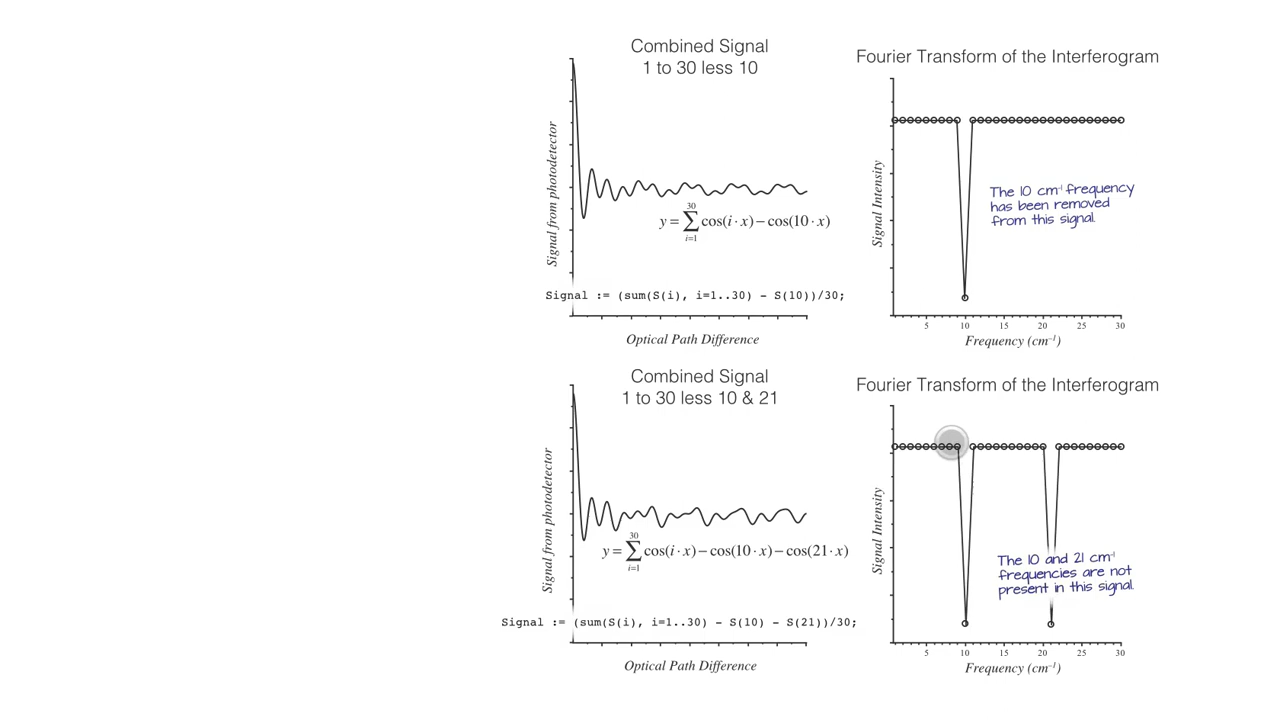 Combined Signal
1 to 30 less 10
Signal from photodetector
30
y = ∑ cos(i · x) − cos(10 · x)
i=1
Signal := (sum(S(i), i=1..30) - S(10))/30;
Optical Path Difference
Fourier Transform of the Interferogram
Signal Intensity
The 10 cm⁻¹ frequency
has been removed
from this signal.
5 10 15 20 25 30
Frequency (cm⁻¹)
Combined Signal
1 to 30 less 10 & 21
Signal from photodetector
30
y = ∑ cos(i · x) − cos(10 · x) − cos(21 · x)
i=1
Signal := (sum(S(i), i=1..30) - S(10) - S(21))/30;
Optical Path Difference
Fourier Transform of the Interferogram
Signal Intensity
The 10 and 21 cm⁻¹
frequencies are not
present in this signal.
5 10 15 20 25 30
Frequency (cm⁻¹)